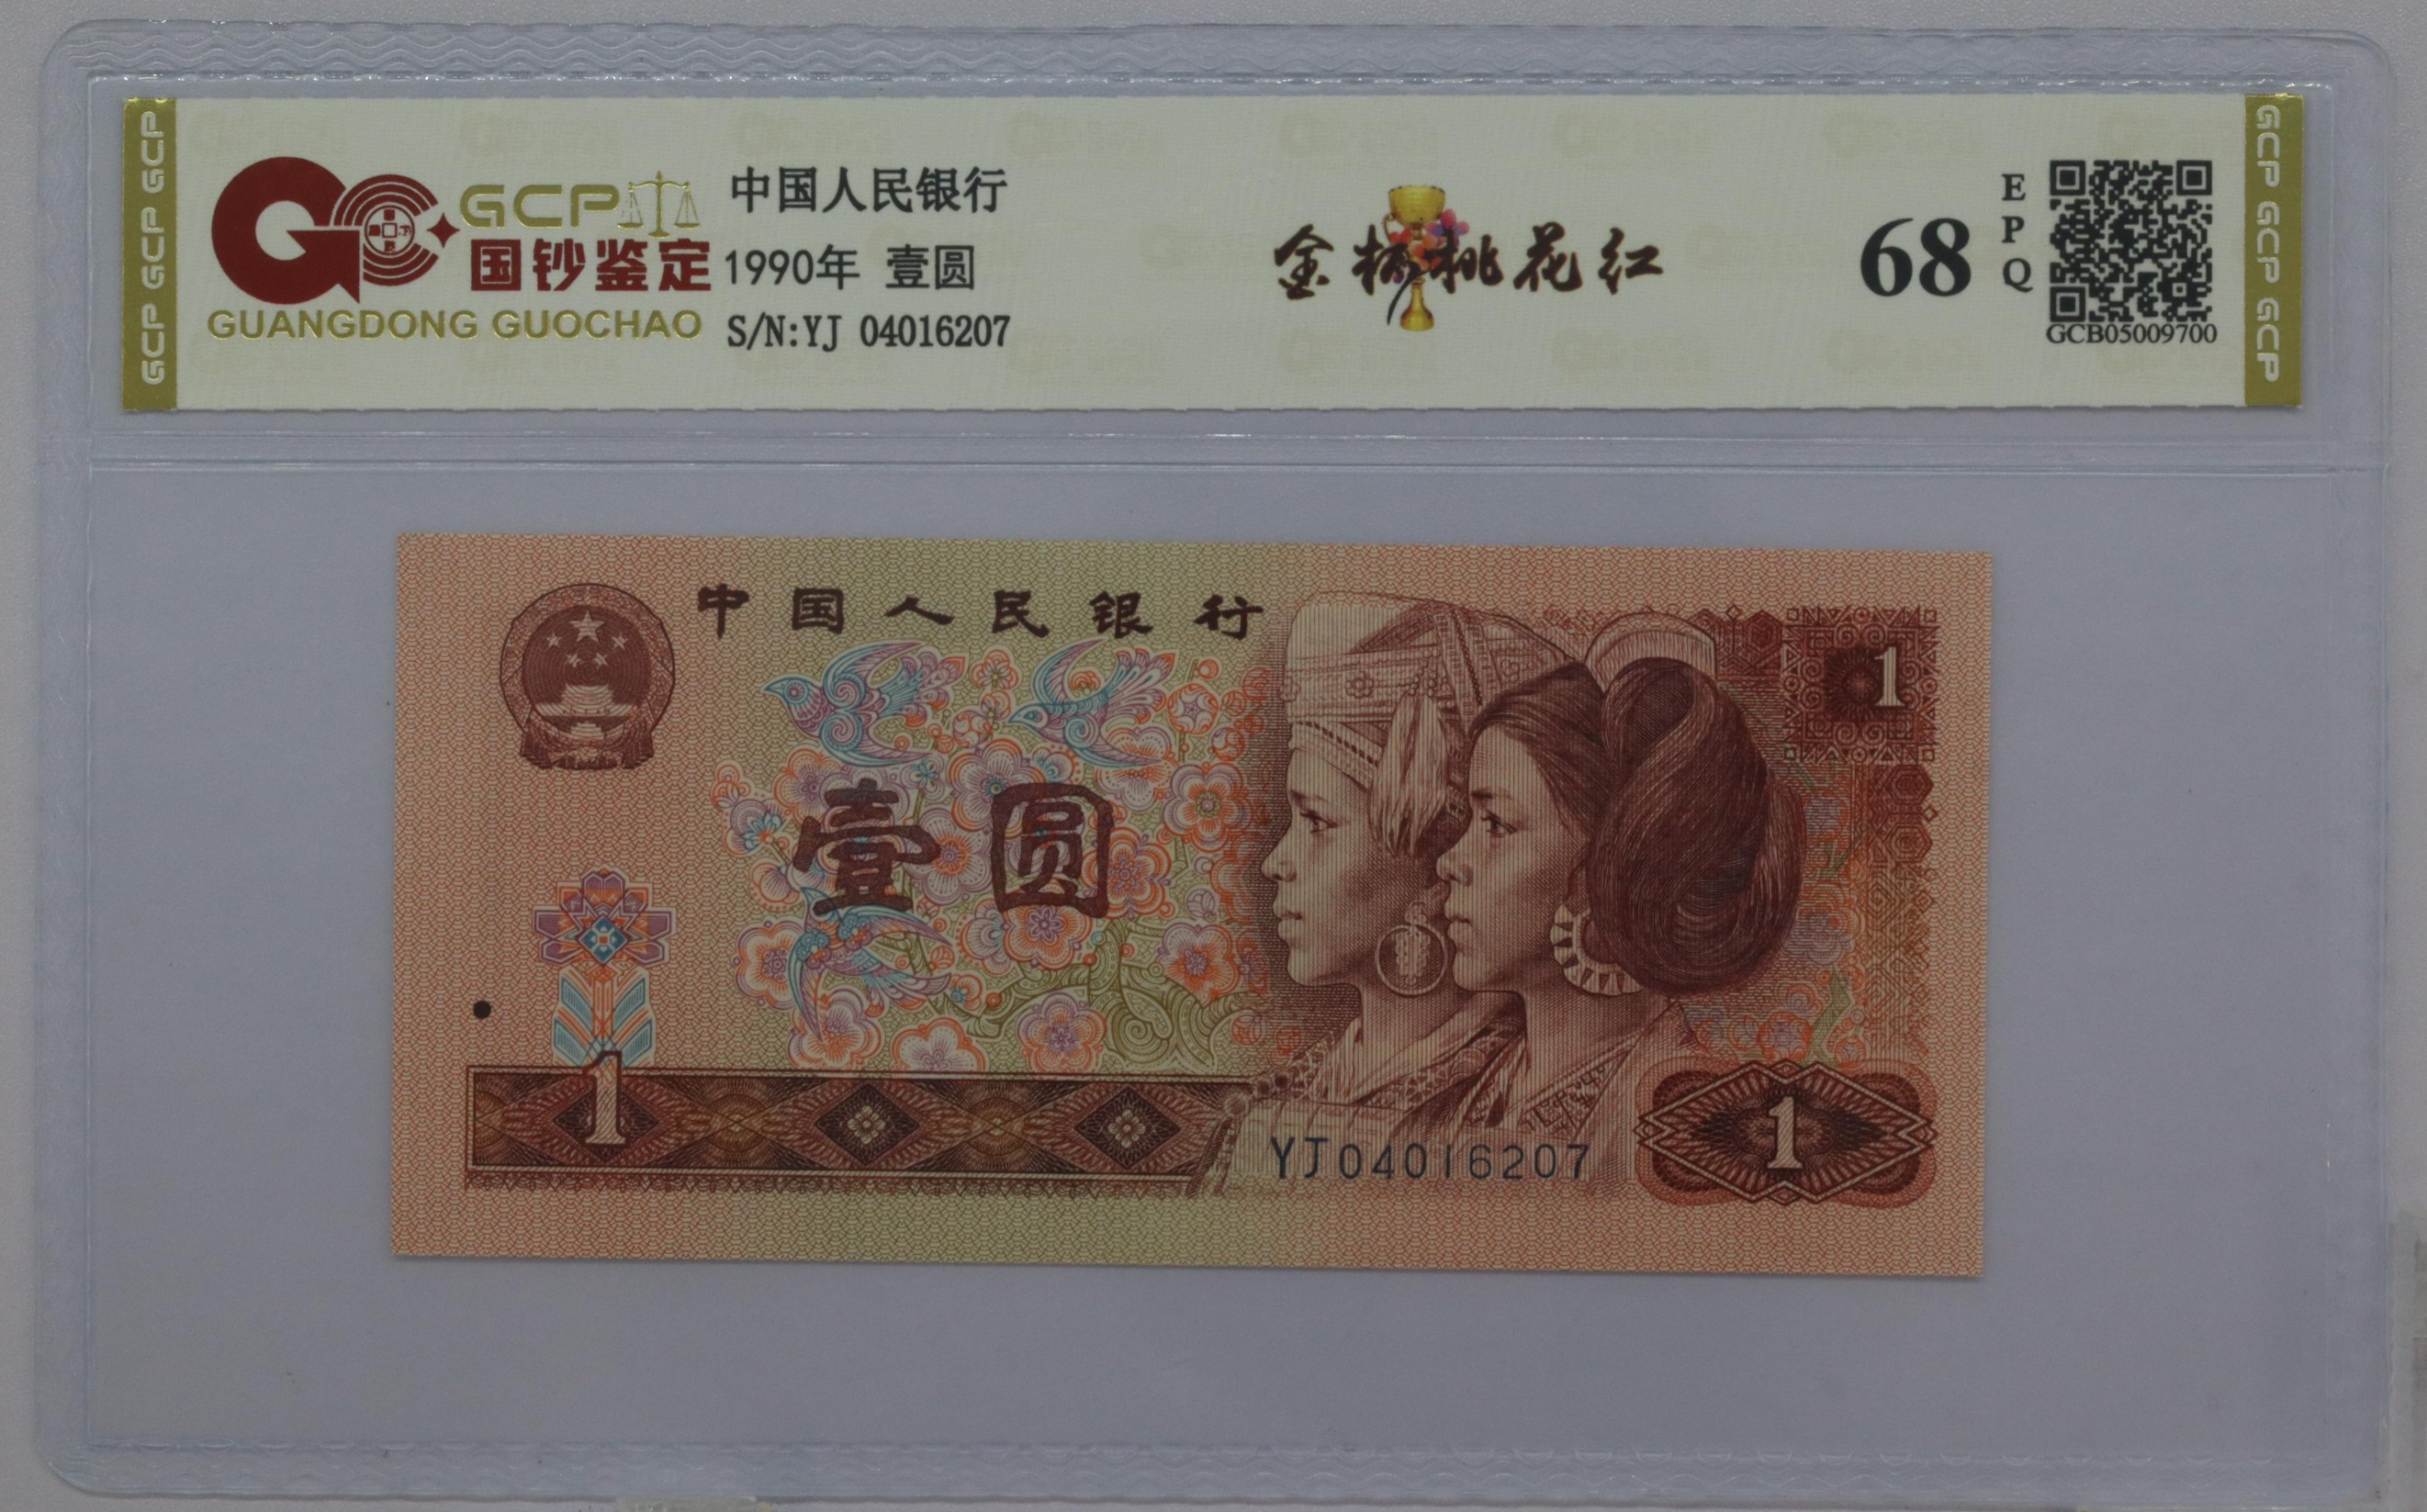 GCP GCP GCP
GCP
国钞鉴定
GUANGDONG GUOCHAO
中国人民银行
1990年 壹圆
S/N:YJ 04016207
金杯桃花红
68
EPQ
GCB05009700
GCP GCP GCP
中国人民银行
1
壹圆
1
YJ04016207
1